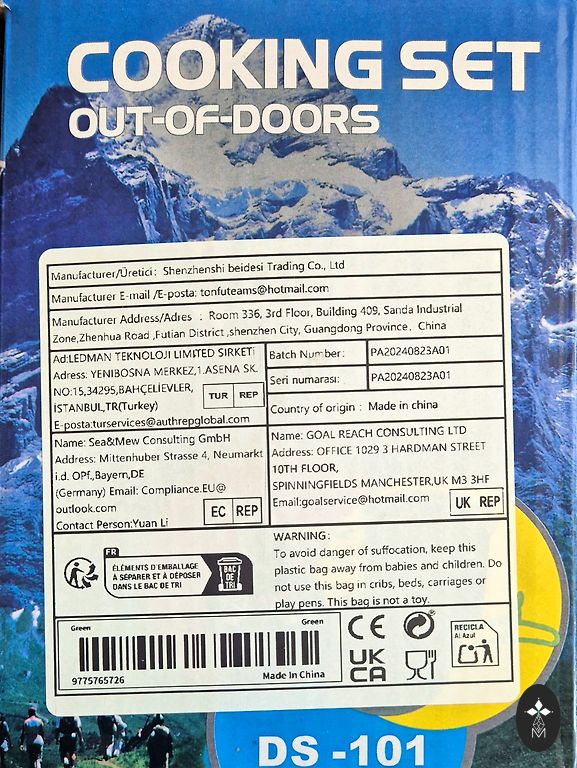 COOKING SET
OUT-OF-DOORS
Manufacturer/Üretici: Shenzhenshi beidesi Trading Co., Ltd
Manufacturer E-mail /E-posta: tonfuteams@hotmail.com
Manufacturer Address/Adres : Room 336, 3rd Floor, Building 409, Sanda Industrial
Zone,Zhenhua Road ,Futian District ,shenzhen City, Guangdong Province, China
Ad:LEDMAN TEKNOLOJI LIMITED SIRKETi
Adress: YENIBOSNA MERKEZ,1.ASENA SK.
NO:15,34295,BAHÇELIEVLER,
İSTANBUL,TR(Turkey)
E-posta:turservices@authrepglobal.com
TUR REP
Batch Number: PA20240823A01
Seri numarası: PA20240823A01
Country of origin : Made in china
Name: Sea&Mew Consulting GmbH
Address: Mittenhuber Strasse 4, Neumarkt
i.d. OPf.,Bayern,DE
(Germany) Email: Compliance.EU@
outlook.com
Contact Person:Yuan Li
EC REP
Name: GOAL REACH CONSULTING LTD
Address: OFFICE 1029 3 HARDMAN STREET
10TH FLOOR,
SPINNINGFIELDS MANCHESTER,UK M3 3HF
Email:goalservice@hotmail.com
UK REP
FR
ÉLÉMENTS D'EMBALLAGE
À SÉPARER ET À DÉPOSER
DANS LE BAC DE TRI
BAC
DE TRI
WARNING:
To avoid danger of suffocation, keep this
plastic bag away from babies and children. Do
not use this bag in cribs, beds, carriages or
play pens. This bag is not a toy.
Green Green
9775765726 Made In China
CE
UK
CA
RECICLA
Al Azul
DS -101
M